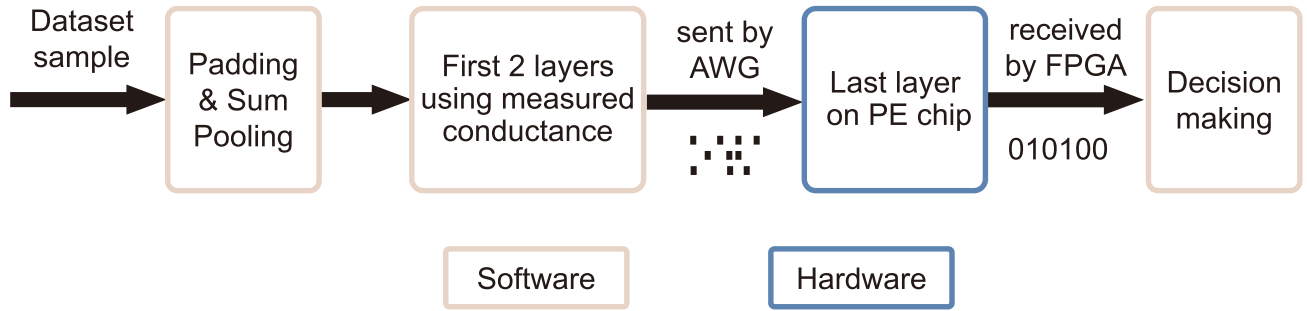 Dataset
sample
Padding
& Sum
Pooling
First 2 layers
using measured
conductance
sent by
AWG
Last layer
on PE chip
received
by FPGA
010100
Decision
making
Software
Hardware